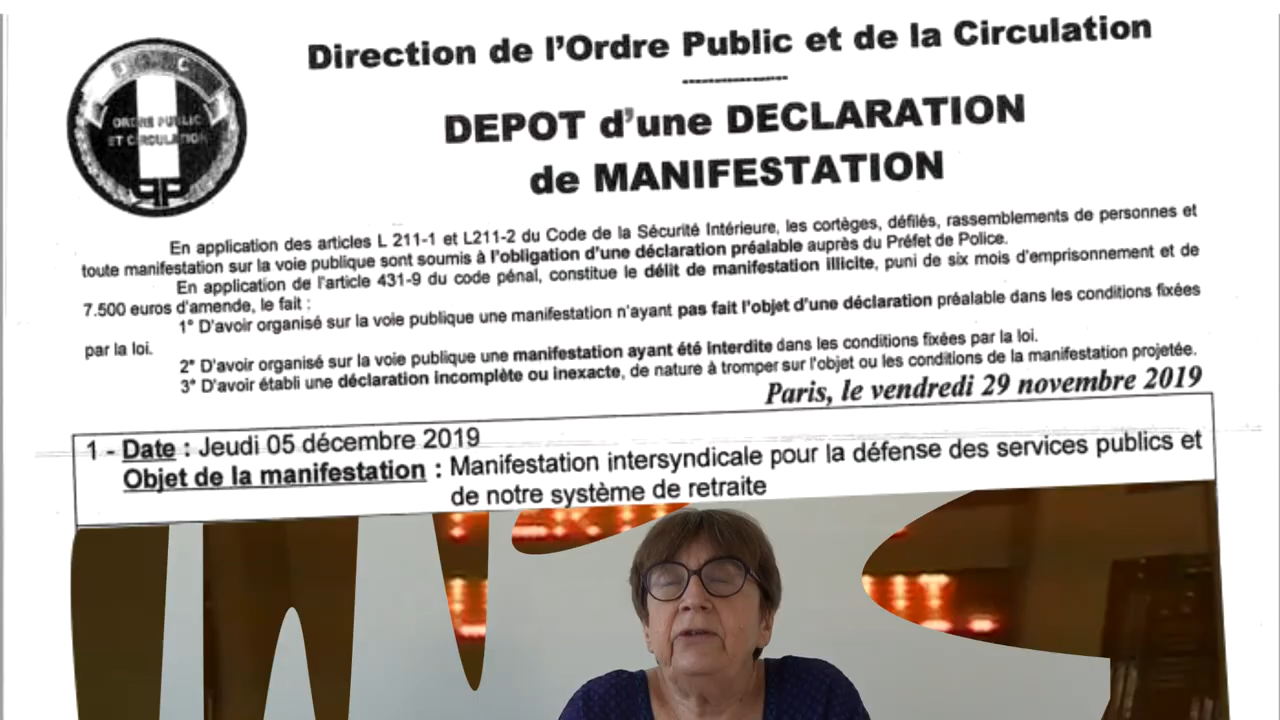 Direction de l'Ordre Public et de la Circulation
DEPOT d'une DECLARATION
de MANIFESTATION
ORDRE PUBLIC
ET CIRCULATION
En application des articles L 211-1 et L211-2 du Code de la Sécurité Intérieure, les cortèges, défilés, rassemblements de personnes et
toute manifestation sur la voie publique sont soumis à l'obligation d'une déclaration préalable auprès du Préfet de Police.
En application de l'article 431-9 du code pénal, constitue le délit de manifestation illicite, puni de six mois d'emprisonnement et de
7.500 euros d'amende, le fait :
1° D'avoir organisé sur la voie publique une manifestation n'ayant pas fait l'objet d'une déclaration préalable dans les conditions fixées
par la loi.
2° D'avoir organisé sur la voie publique une manifestation ayant été interdite dans les conditions fixées par la loi.
3° D'avoir établi une déclaration incomplète ou inexacte, de nature à tromper sur l'objet ou les conditions de la manifestation projetée.
Paris, le vendredi 29 novembre 2019
1 - Date : Jeudi 05 décembre 2019
Objet de la manifestation : Manifestation intersyndicale pour la défense des services publics et
de notre système de retraite